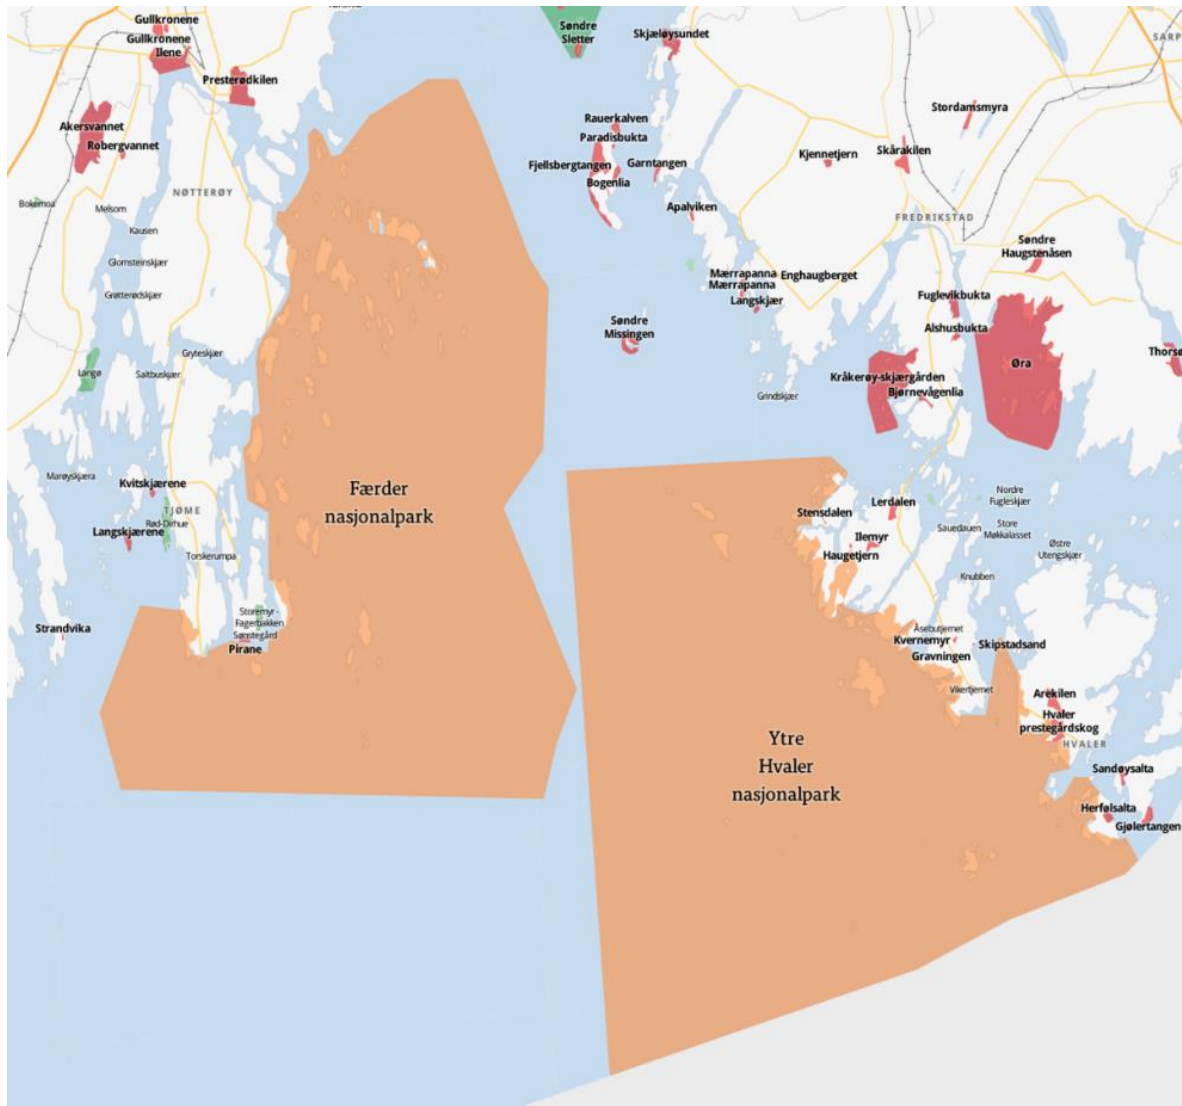 Gullkronene
Gullkronene
Ilene
Presterødkilen
Akersvannet
Robergvannet
NØTTERØY
Bokemoa
Melsom
Kausen
Glomsteinskjær
Grøtterødskjær
Gryteskjær
Langø
Saltbuskjær
Marøyskjæra
Kvitskjærene
TJØME
Rød-Dirhue
Langskjærene
Torskerumpa
Storemyr -
Fagerbakken
Sønstegård
Pirane
Strandvika
Færder
nasjonalpark
Søndre
Sletter
Skjæløysundet
SARP
Rauerkalven
Paradisbukta
Fjellsbergtangen
Garntangen
Bogenlia
Apalviken
Stordamsmyra
Kjennetjern
Skårakilen
FREDRIKSTAD
Søndre
Haugstenåsen
Mærrapanna
Mærrapanna
Enghaugberget
Langskjær
Søndre
Missingen
Fuglevikbukta
Alshusbukta
Thorsø
Øra
Kråkerøy-skjærgården
Bjørnevågenlia
Grindskjær
Stensdalen
Lerdalen
Nordre
Fugleskjær
Sauedauen
Store
Møkkalasset
Ilemyr
Haugetjern
Østre
Utengskjær
Knubben
Åsebutjernet
Kvernemyr
Gravningen
Skipstadsand
Vikertjernet
Arekilen
Hvaler
prestegårdskog
HVALER
Sandøysalta
Herfølsalta
Gjølertangen
Ytre
Hvaler
nasjonalpark